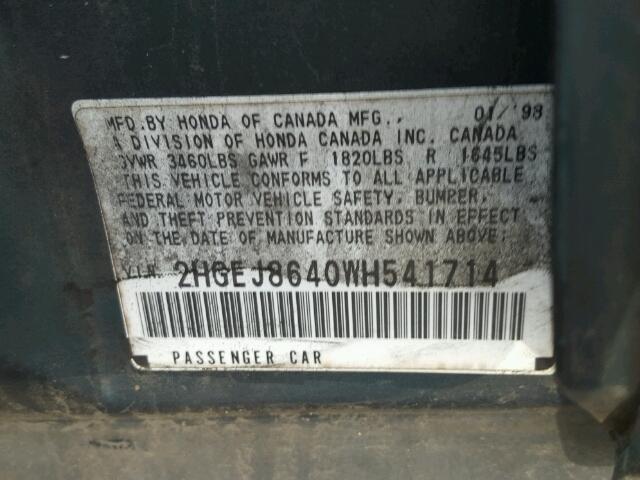 MFD. BY HONDA OF CANADA MFG., 01/'98
A DIVISION OF HONDA CANADA INC. CANADA
GVWR 3460LBS GAWR F 1820LBS R 1645LBS
THIS VEHICLE CONFORMS TO ALL APPLICABLE
FEDERAL MOTOR VEHICLE SAFETY, BUMPER,
AND THEFT PREVENTION STANDARDS IN EFFECT
ON THE DATE OF MANUFACTURE SHOWN ABOVE.
V.I.N. 2HGEJ8640WH541714
PASSENGER CAR